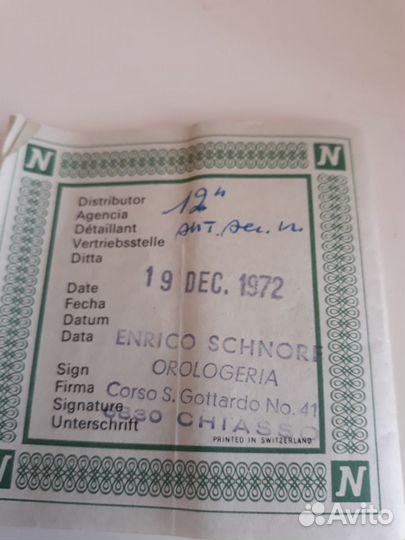 N N
Distributor
Agencia 12"
Détaillant
Vertriebsstelle
Ditta
Date 19 DEC. 1972
Fecha
Datum
Data ENRICO SCHNORF
Sign OROLOGERIA
Firma Corso S. Gottardo No. 41
Signature 6830 CHIASSO
Unterschrift
PRINTED IN SWITZERLAND
N N
Avito